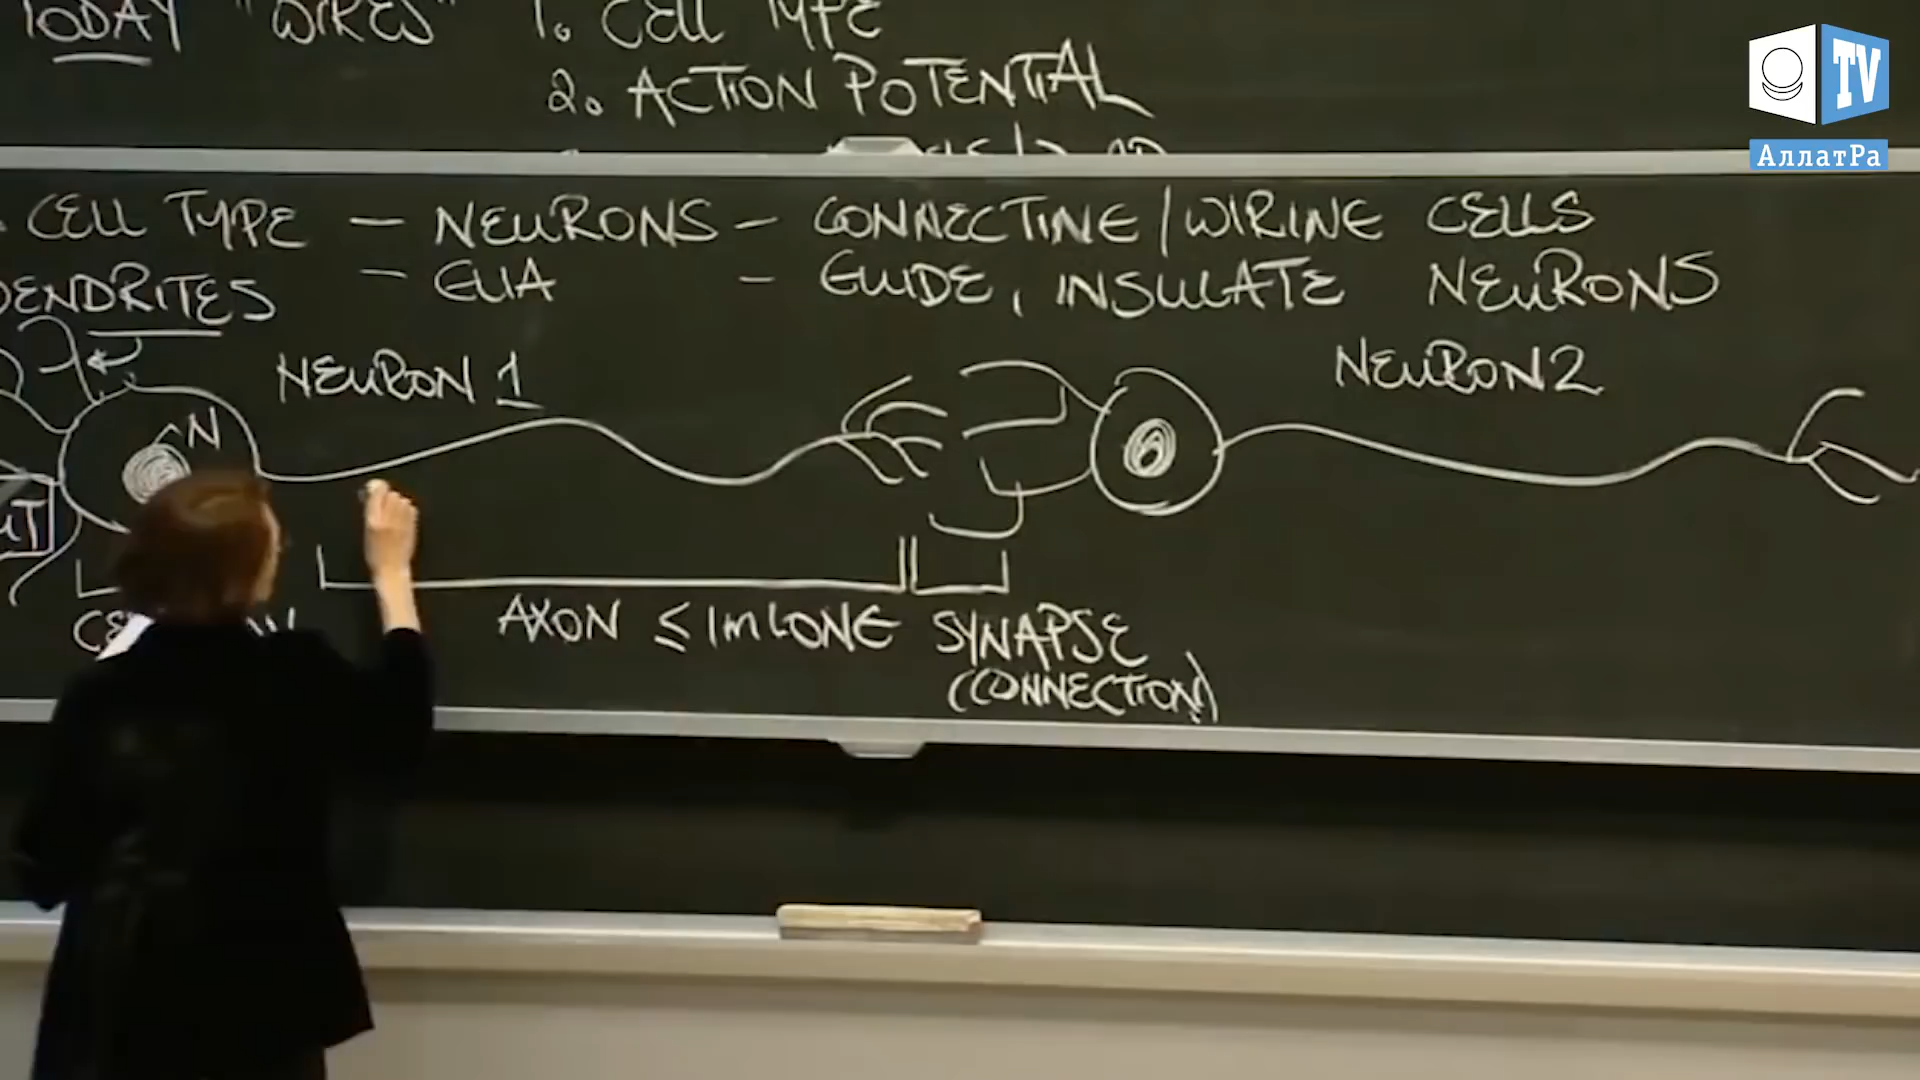 TODAY "WIRES" 1. CELL TYPE
2. ACTION POTENTIAL
TV
АллатРа
CELL TYPE - NEURONS - CONNECTING/WIRING CELLS
DENDRITES - GLIA - GUIDE, INSULATE NEURONS
NEURON 1
NEURON 2
N
AXON ≤ 1m LONG SYNAPSE
(CONNECTION)